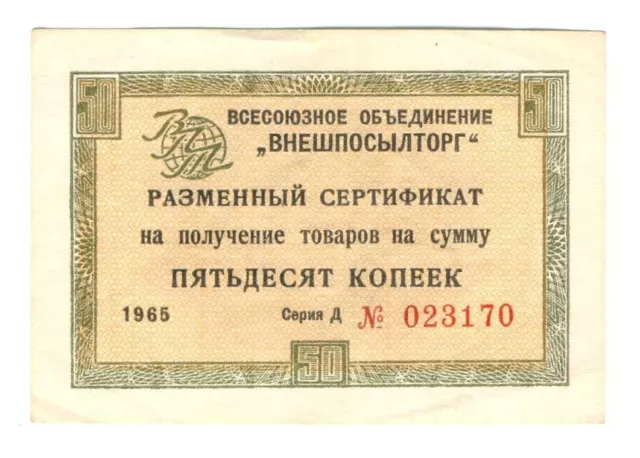 50 50
ВПТ
ВСЕСОЮЗНОЕ ОБЪЕДИНЕНИЕ
„ВНЕШПОСЫЛТОРГ“
РАЗМЕННЫЙ СЕРТИФИКАТ
на получение товаров на сумму
ПЯТЬДЕСЯТ КОПЕЕК
1965 Серия Д № 023170
50